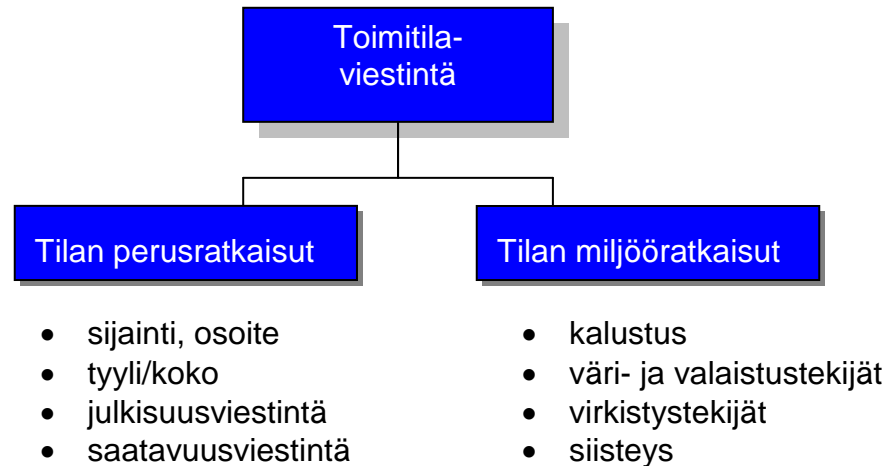 Toimitila-
viestintä
Tilan perusratkaisut
Tilan miljööratkaisut
• sijainti, osoite
• tyyli/koko
• julkisuusviestintä
• saatavuusviestintä
• kalustus
• väri- ja valaistustekijät
• virkistystekijät
• siisteys